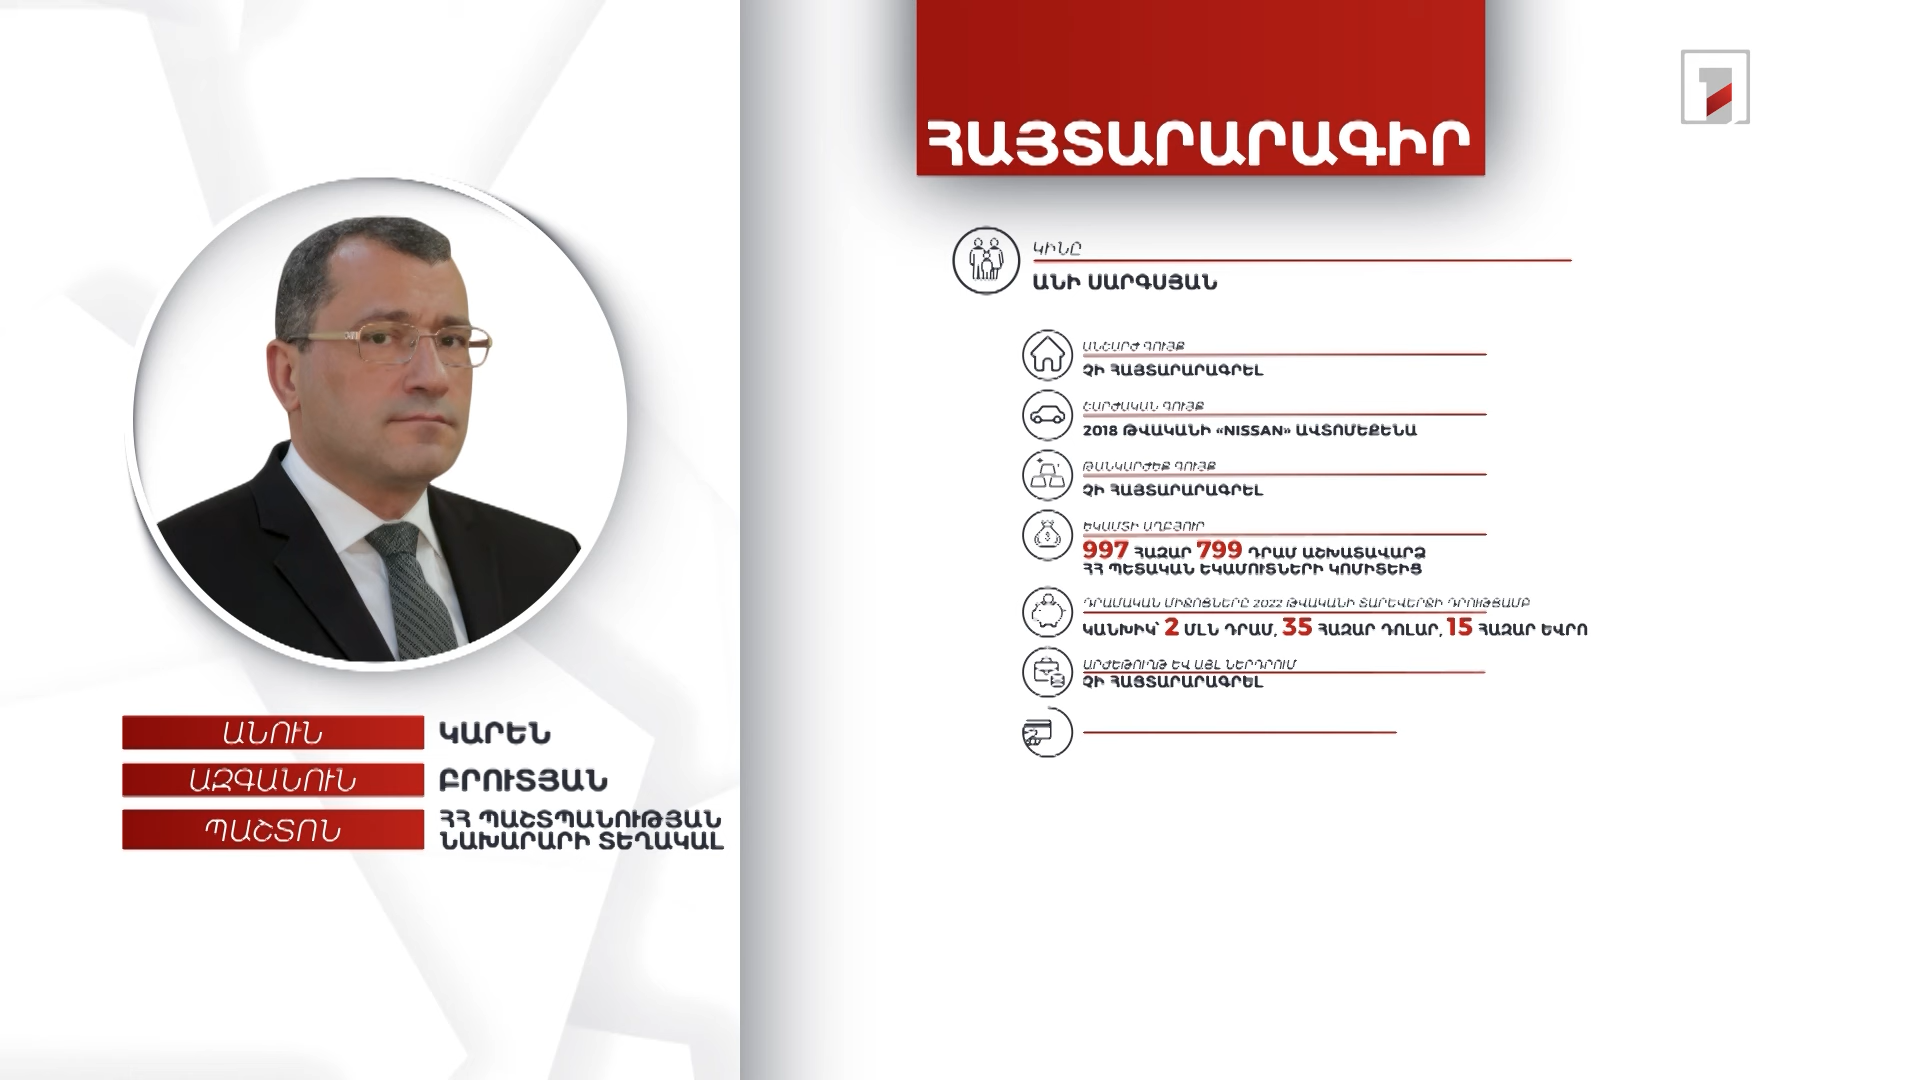 ՀԱՅՏԱՐԱՐԱԳԻՐ
ԿԻՆԸ
ԱՆԻ ՍԱՐԳՍՅԱՆ
ԱՆՇԱՐԺ ԳՈՒՅՔ
ՉԻ ՀԱՅՏԱՐԱՐԱԳՐԵԼ
ՇԱՐԺԱԿԱՆ ԳՈՒՅՔ
2018 ԹՎԱԿԱՆԻ «NISSAN» ԱՎՏՈՄԵՔԵՆԱ
ԹԱՆԿԱՐԺԵՔ ԳՈՒՅՔ
ՉԻ ՀԱՅՏԱՐԱՐԱԳՐԵԼ
ԵԿԱՄՏԻ ԱՂԲՅՈՒՐ
997 ՀԱԶԱՐ 799 ԴՐԱՄ ԱՇԽԱՏԱՎԱՐՁ
ՀՀ ՊԵՏԱԿԱՆ ԵԿԱՄՈՒՏՆԵՐԻ ԿՈՄԻՏԵԻՑ
ԴՐԱՄԱԿԱՆ ՄԻՋՈՑՆԵՐԸ 2022 ԹՎԱԿԱՆԻ ՏԱՐԵՎԵՐՋԻ ԴՐՈՒԹՅԱՄԲ
ԿԱՆԽԻԿ՝ 2 ՄԼՆ ԴՐԱՄ, 35 ՀԱԶԱՐ ԴՈԼԱՐ, 15 ՀԱԶԱՐ ԵՎՐՈ
ԱՐԺԵԹՈՒՂԹ ԵՎ ԱՅԼ ՆԵՐԴՐՈՒՄ
ՉԻ ՀԱՅՏԱՐԱՐԱԳՐԵԼ
ԱՆՈՒՆ ԿԱՐԵՆ
ԱԶԳԱՆՈՒՆ ԲՐՈՒՏՅԱՆ
ՊԱՇՏՈՆ ՀՀ ՊԱՇՏՊԱՆՈՒԹՅԱՆ
ՆԱԽԱՐԱՐԻ ՏԵՂԱԿԱԼ